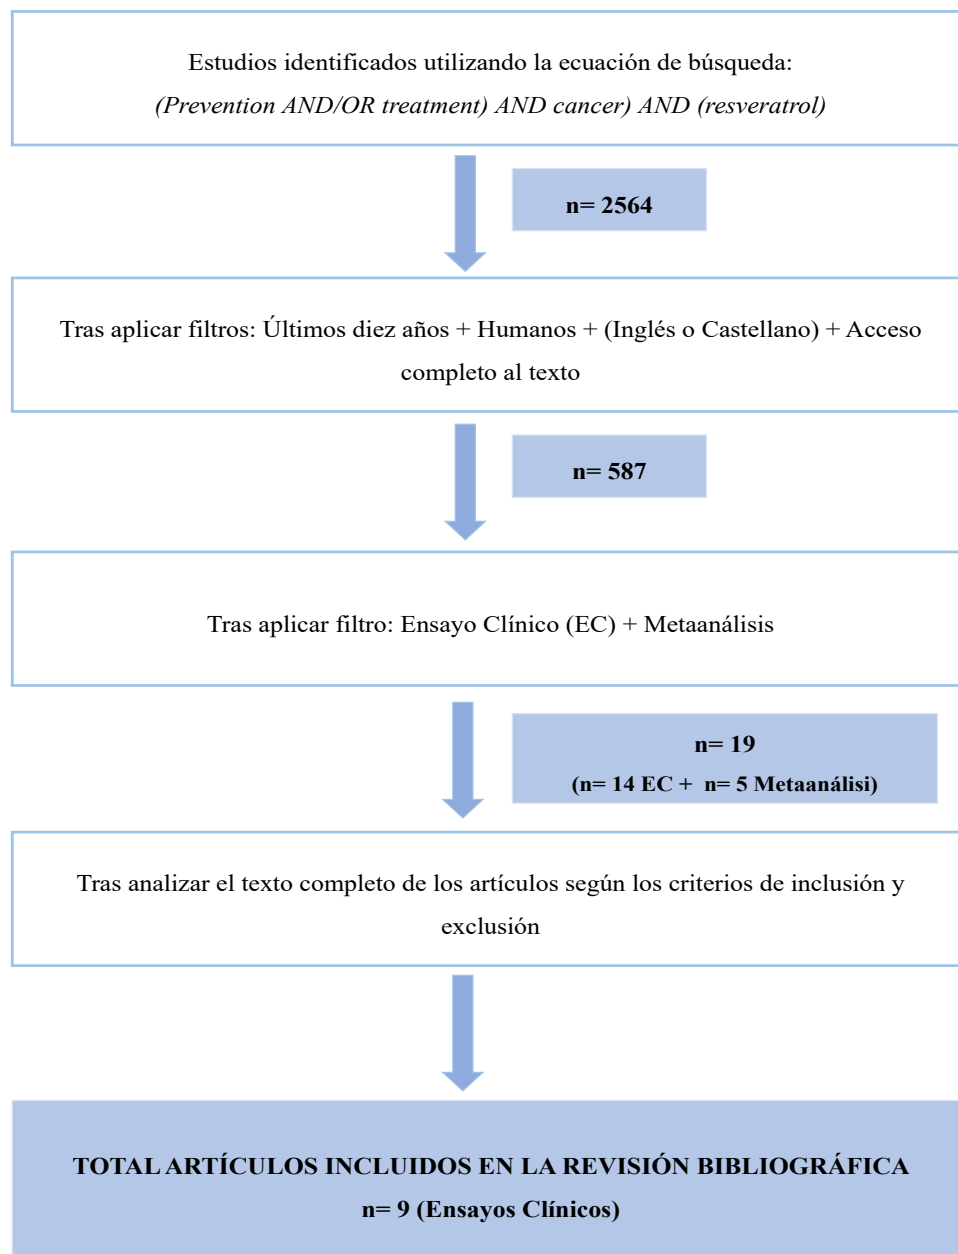 Estudios identificados utilizando la ecuación de búsqueda:
(Prevention AND/OR treatment) AND cancer) AND (resveratrol)
n= 2564
Tras aplicar filtros: Últimos diez años + Humanos + (Inglés o Castellano) + Acceso
completo al texto
n= 587
Tras aplicar filtro: Ensayo Clínico (EC) + Metaanálisis
n= 19
(n= 14 EC + n= 5 Metaanálisi)
Tras analizar el texto completo de los artículos según los criterios de inclusión y
exclusión
TOTAL ARTÍCULOS INCLUIDOS EN LA REVISIÓN BIBLIOGRÁFICA
n= 9 (Ensayos Clínicos)